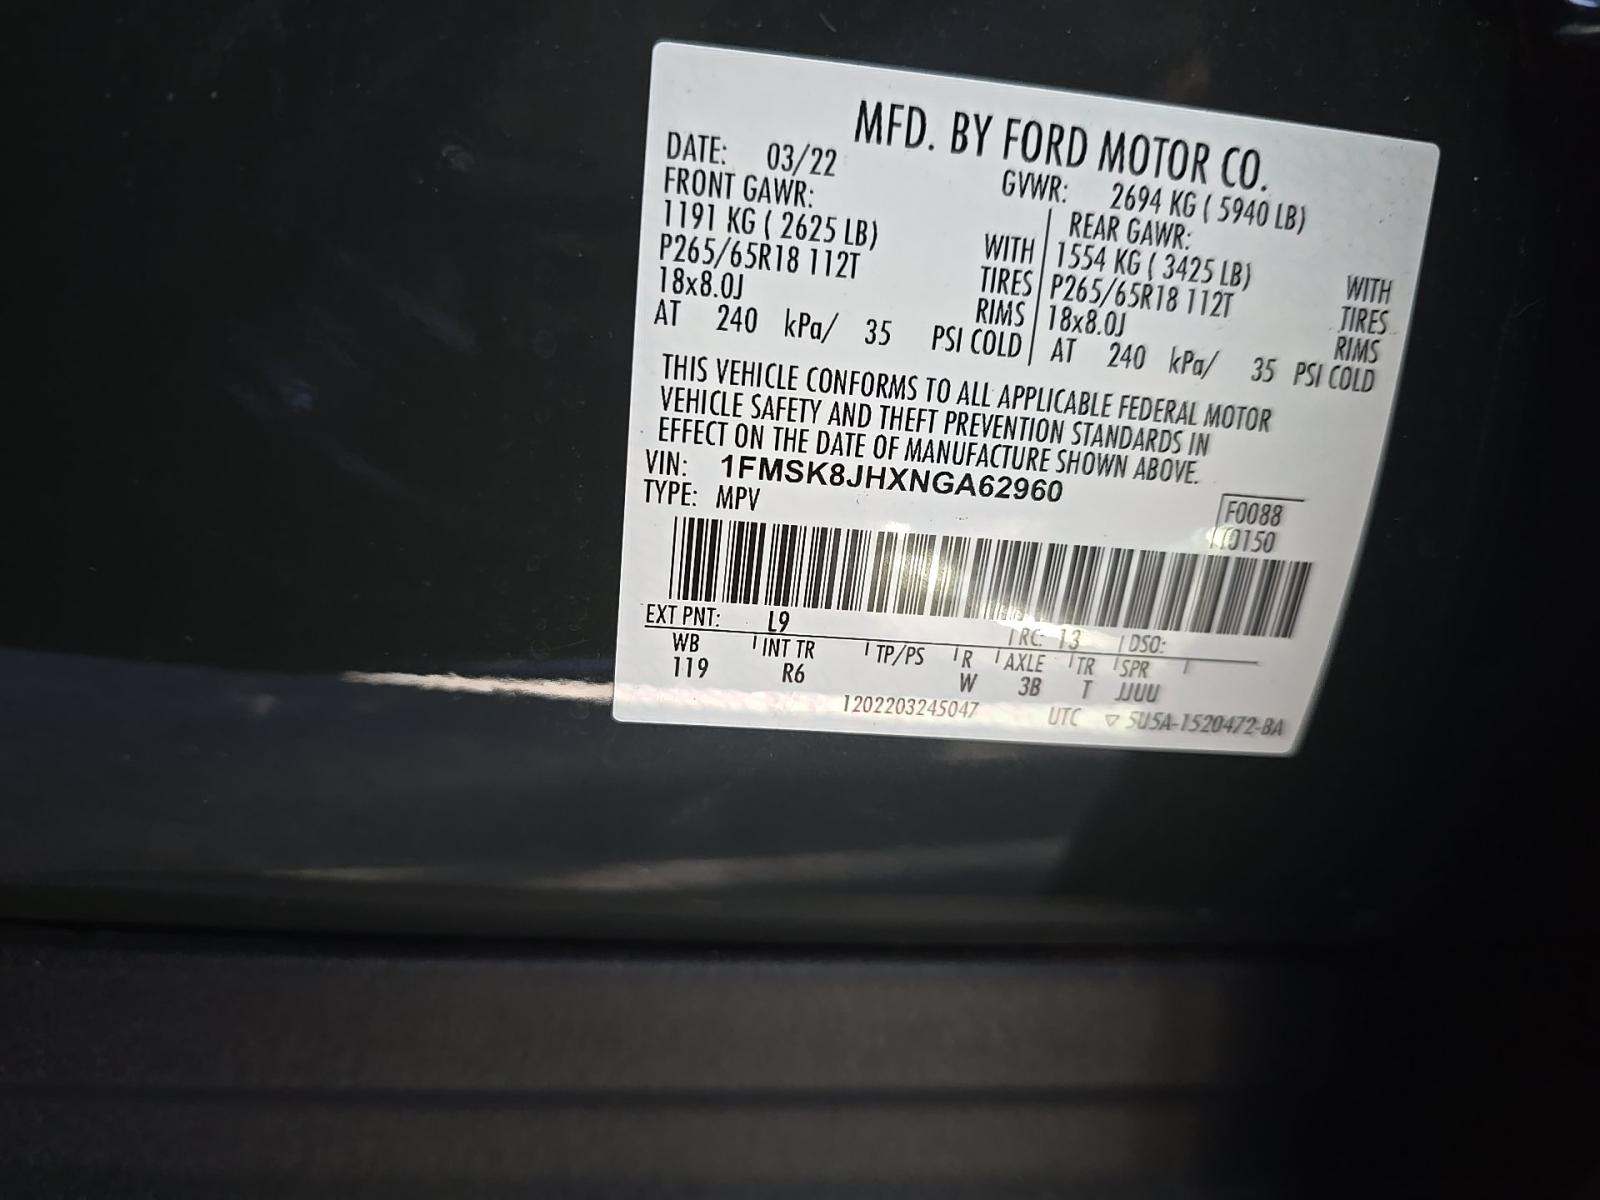 MFD. BY FORD MOTOR CO.
DATE: 03/22
GVWR: 2694 KG ( 5940 LB)
FRONT GAWR:
1191 KG ( 2625 LB) WITH
P265/65R18 112T TIRES
18x8.0J RIMS
AT 240 kPa/ 35 PSI COLD
REAR GAWR:
1554 KG ( 3425 LB) WITH
P265/65R18 112T TIRES
18x8.0J RIMS
AT 240 kPa/ 35 PSI COLD
THIS VEHICLE CONFORMS TO ALL APPLICABLE FEDERAL MOTOR
VEHICLE SAFETY AND THEFT PREVENTION STANDARDS IN
EFFECT ON THE DATE OF MANUFACTURE SHOWN ABOVE.
VIN: 1FMSK8JHXNGA62960
TYPE: MPV
F0088
EXT PNT: L9 RC: 13 DSO:
WB INT TR TP/PS R AXLE TR SPR
119 R6 W 3B T JJUU
1202203245047 UTC ▽ 5U5A-1520472-BA